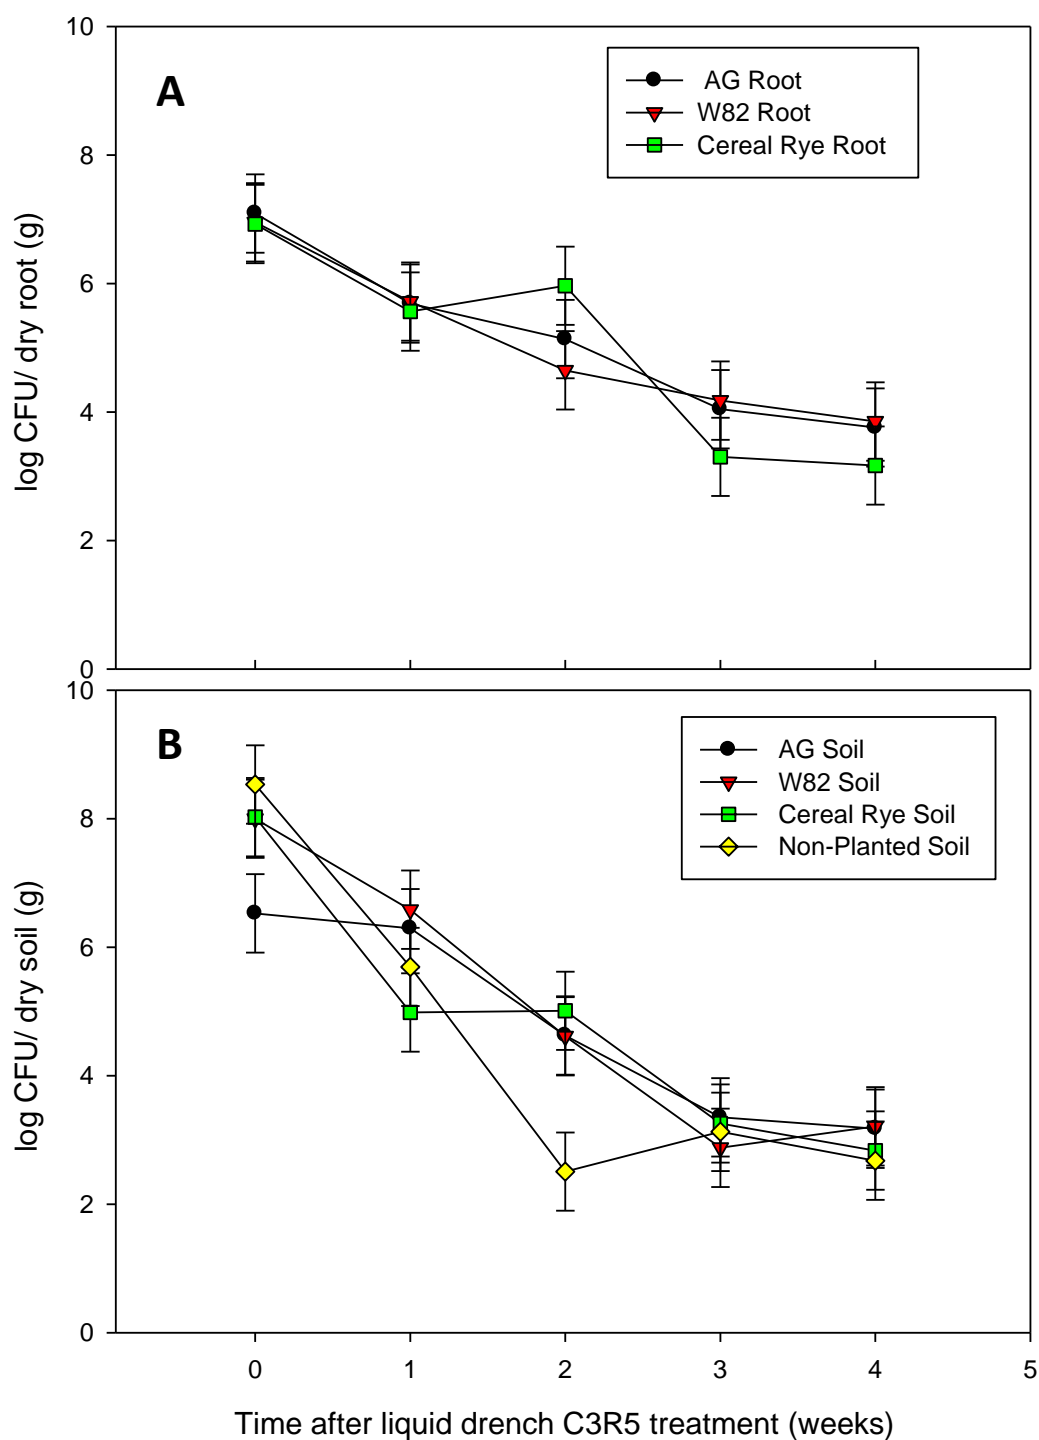 10
A
AG Root
W82 Root
Cereal Rye Root
8
6
4
2
0
log CFU/ dry root (g)
10
B
AG Soil
W82 Soil
Cereal Rye Soil
Non-Planted Soil
8
6
4
2
0
log CFU/ dry soil (g)
0 1 2 3 4 5
Time after liquid drench C3R5 treatment (weeks)